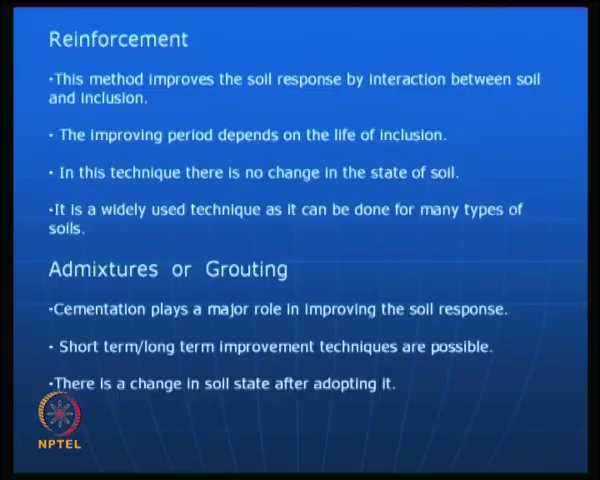 Reinforcement
•This method improves the soil response by interaction between soil
and inclusion.
• The improving period depends on the life of inclusion.
• In this technique there is no change in the state of soil.
•It is a widely used technique as it can be done for many types of
soils.
Admixtures or Grouting
•Cementation plays a major role in improving the soil response.
• Short term/long term improvement techniques are possible.
•There is a change in soil state after adopting it.
NPTEL